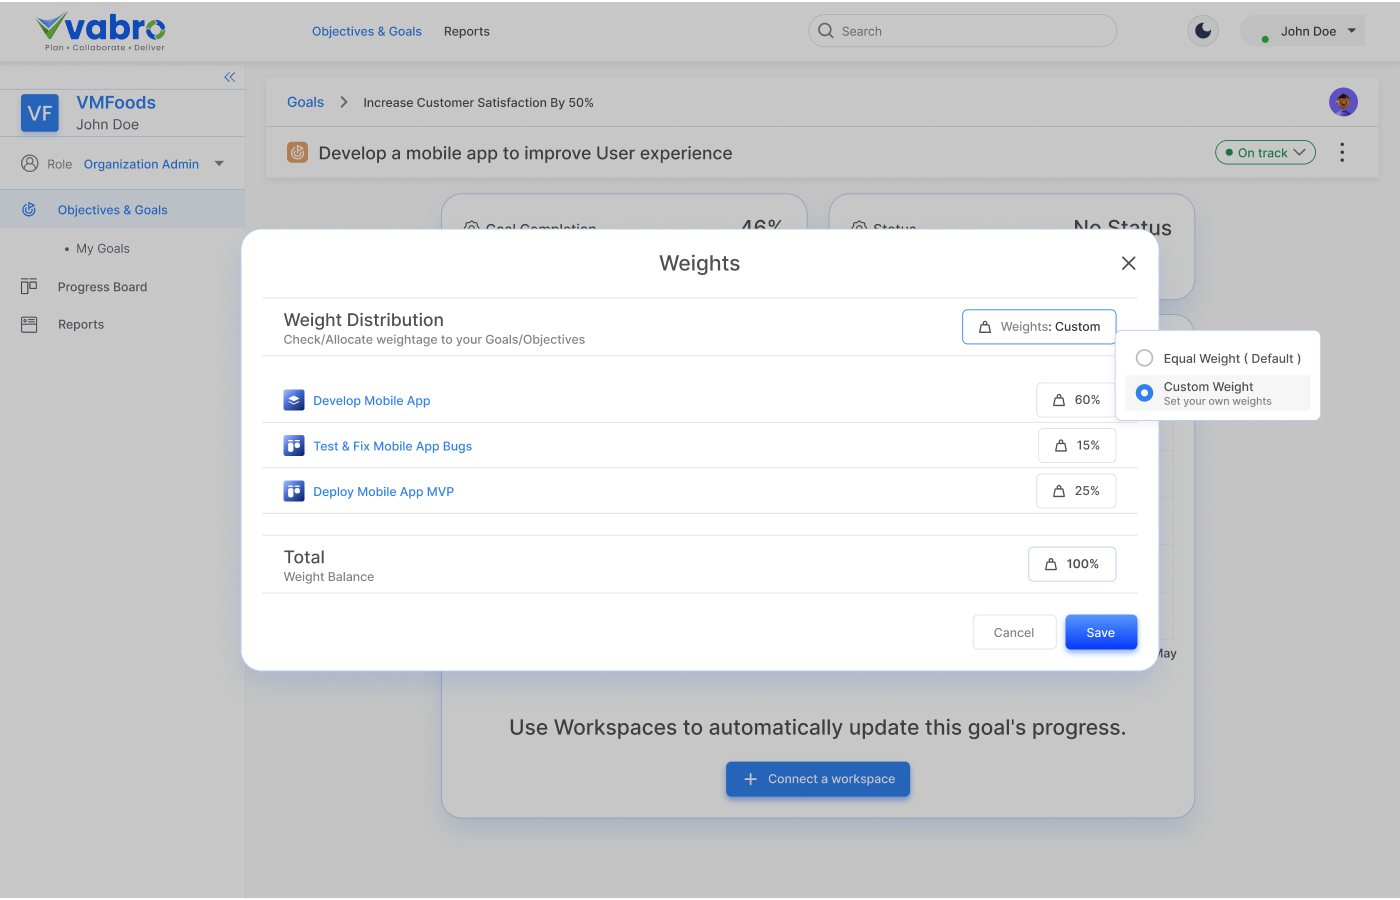 vabro
Plan • Collaborate • Deliver
Objectives & Goals
Reports
Search
John Doe
VF
VMFoods
John Doe
Role
Organization Admin
Objectives & Goals
• My Goals
Progress Board
Reports
Goals
Increase Customer Satisfaction By 50%
Develop a mobile app to improve User experience
On track
Goal Completion
46%
Status
No Status
Weights
Weight Distribution
Check/Allocate weightage to your Goals/Objectives
Weights: Custom
Equal Weight ( Default )
Custom Weight
Set your own weights
Develop Mobile App
60%
Test & Fix Mobile App Bugs
15%
Deploy Mobile App MVP
25%
Total
Weight Balance
100%
Cancel
Save
May
Use Workspaces to automatically update this goal's progress.
Connect a workspace